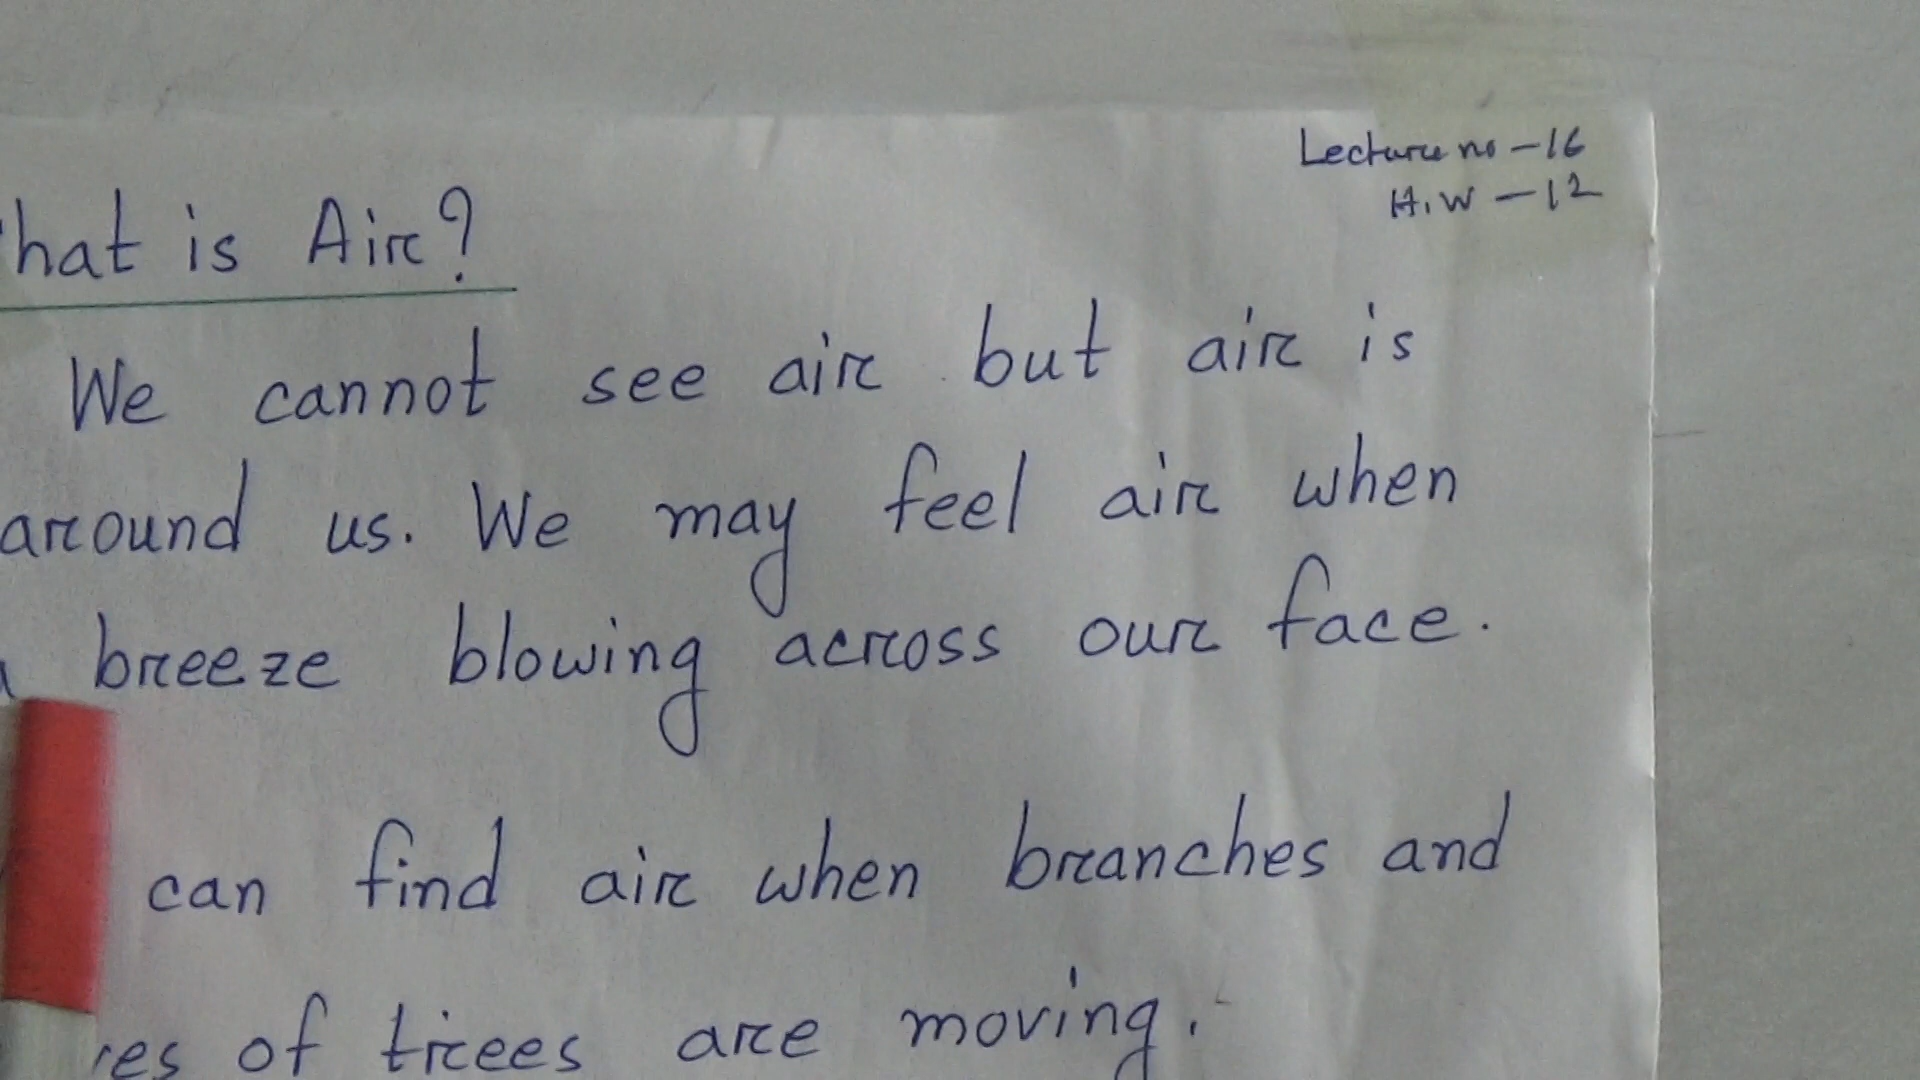 Lecture no - 16
H.W - 12
hat is Air?
We cannot see air but air is
around us. We may feel air when
breeze blowing across our face.
can find air when branches and
of trees are moving.